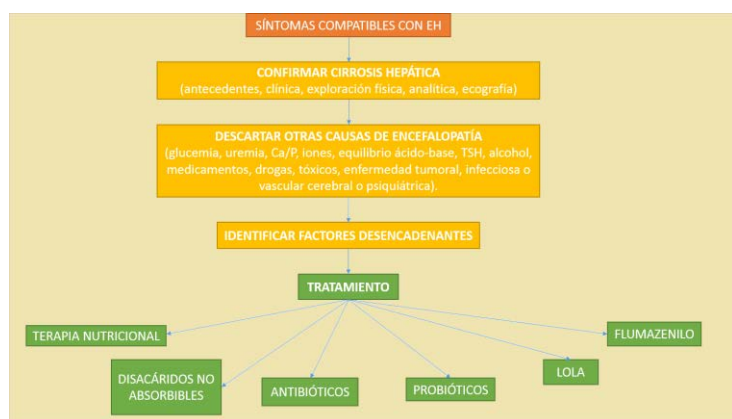 SÍNTOMAS COMPATIBLES CON EH
CONFIRMAR CIRROSIS HEPÁTICA
(antecedentes, clínica, exploración física, analítica, ecografía)
DESCARTAR OTRAS CAUSAS DE ENCEFALOPATÍA
(glucemia, uremia, Ca/P, iones, equilibrio ácido-base, TSH, alcohol,
medicamentos, drogas, tóxicos, enfermedad tumoral, infecciosa o
vascular cerebral o psiquiátrica).
IDENTIFICAR FACTORES DESENCADENANTES
TRATAMIENTO
TERAPIA NUTRICIONAL
DISACÁRIDOS NO
ABSORBIBLES
ANTIBIÓTICOS
PROBIÓTICOS
LOLA
FLUMAZENILO